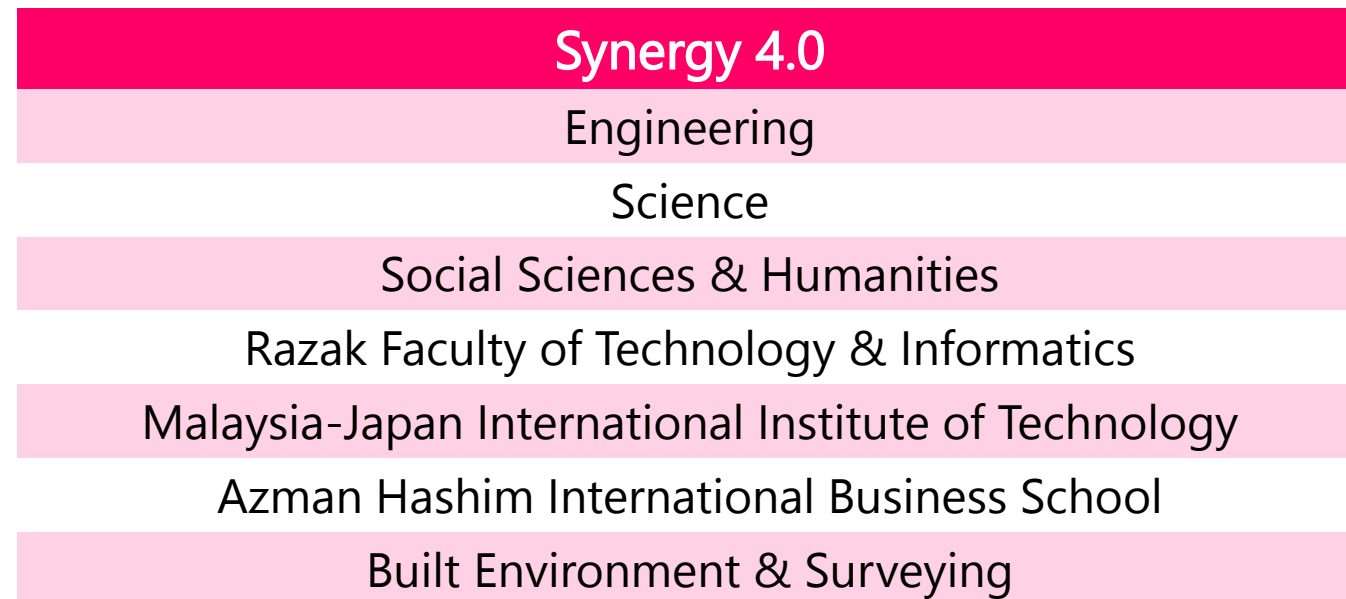 Synergy 4.0
Engineering
Science
Social Sciences & Humanities
Razak Faculty of Technology & Informatics
Malaysia-Japan International Institute of Technology
Azman Hashim International Business School
Built Environment & Surveying